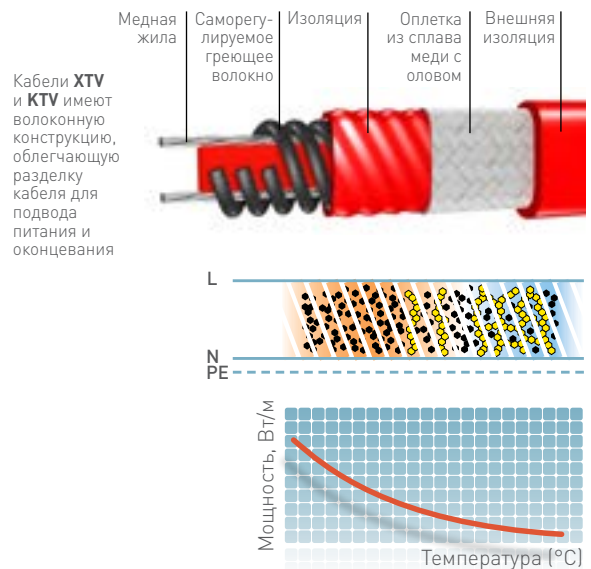 Медная
жила
Саморегу-
лируемое
греющее
волокно
Изоляция
Оплетка
из сплава
меди с
оловом
Внешняя
изоляция
Кабели XTV
и KTV имеют
волоконную
конструкцию,
облегчающую
разделку
кабеля для
подвода
питания и
оконцевания
L
N
PE
Мощность, Вт/м
Температура (°C)